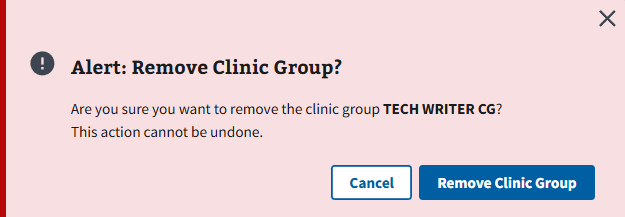 Alert: Remove Clinic Group?
Are you sure you want to remove the clinic group TECH WRITER CG?
This action cannot be undone.
Cancel
Remove Clinic Group